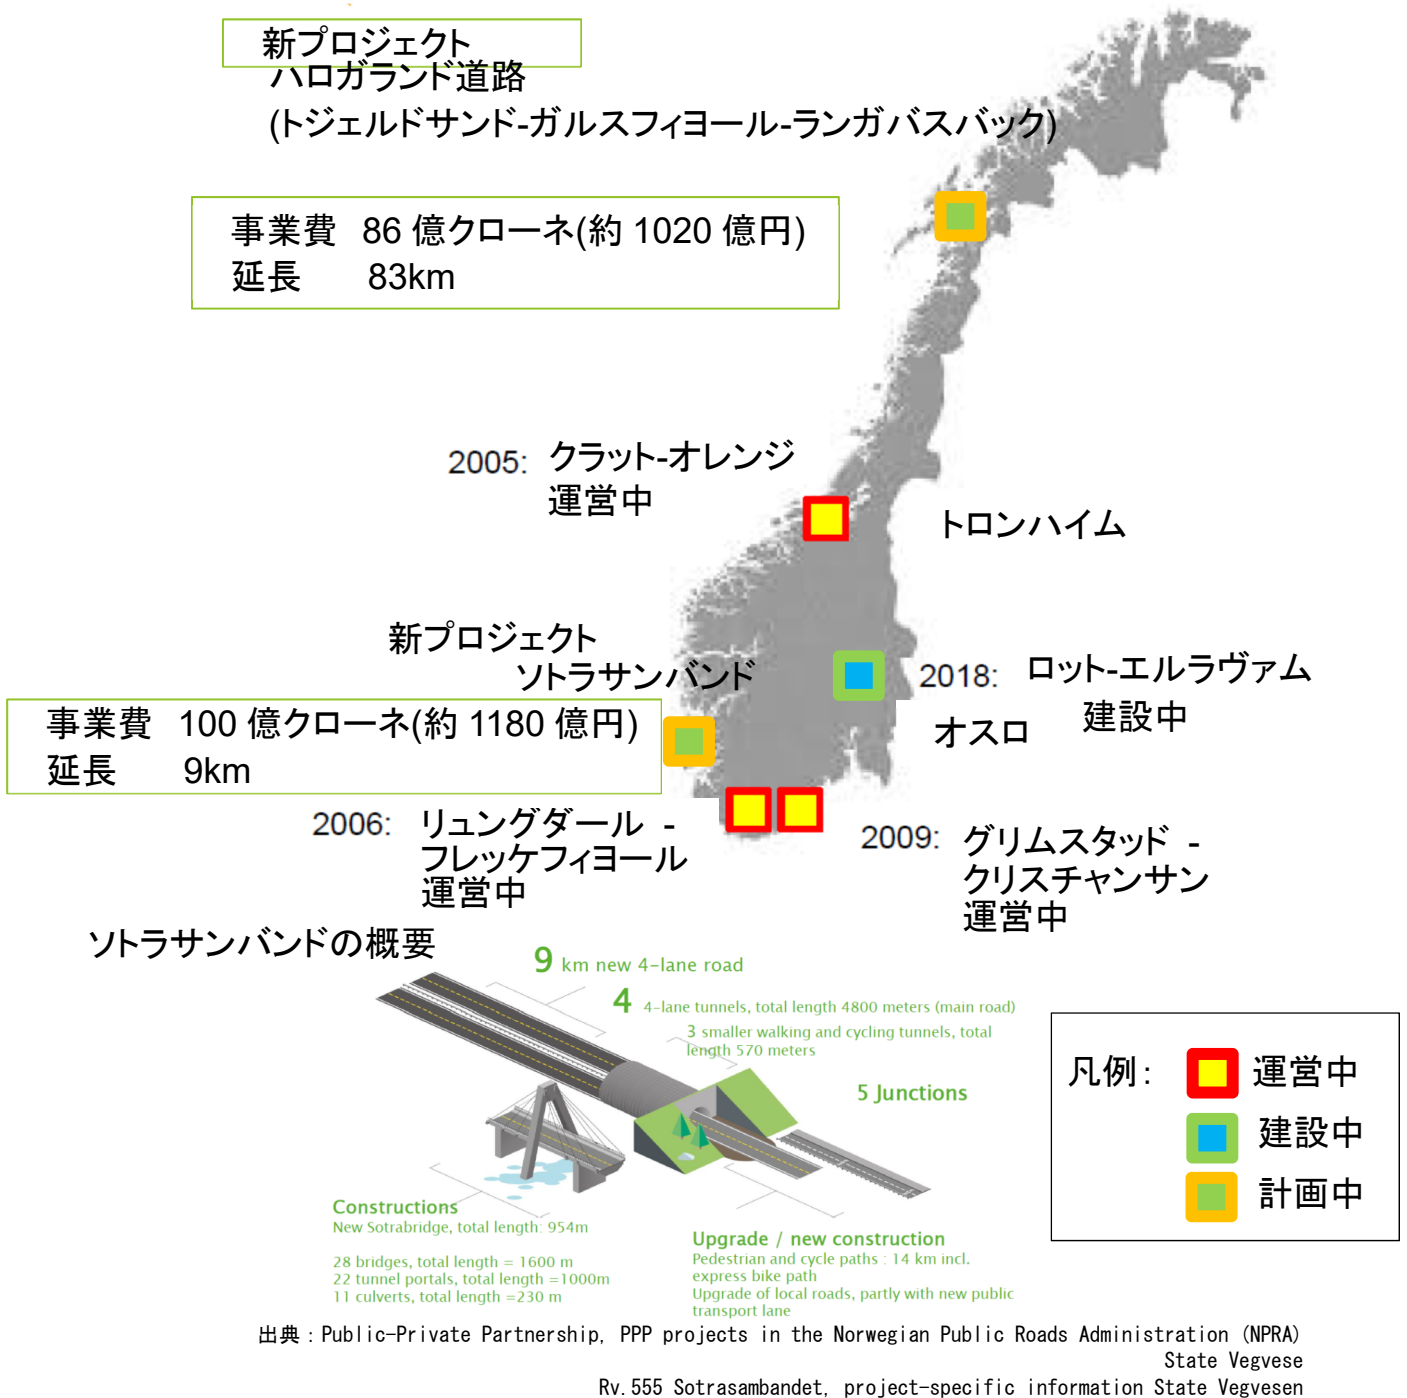 新プロジェクト
ハロガランド道路
(トジェルドサンド-ガルスフィヨール-ランガバスバック)
事業費 86 億クローネ(約 1020 億円)
延長 83km
2005: クラット-オレンジ
運営中
トロンハイム
新プロジェクト
ソトラサンバンド
2018: ロット-エルラヴァム
建設中
オスロ
事業費 100 億クローネ(約 1180 億円)
延長 9km
2006: リュングダール -
フレッケフィヨール
運営中
2009: グリムスタッド -
クリスチャンサン
運営中
ソトラサンバンドの概要
9 km new 4-lane road
4 4-lane tunnels, total length 4800 meters (main road)
3 smaller walking and cycling tunnels, total
length 570 meters
5 Junctions
凡例: 運営中
建設中
計画中
Constructions
New Sotrabridge, total length: 954m
28 bridges, total length = 1600 m
22 tunnel portals, total length =1000m
11 culverts, total length =230 m
Upgrade / new construction
Pedestrian and cycle paths : 14 km incl.
express bike path
Upgrade of local roads, partly with new public
transport lane
出典：Public-Private Partnership, PPP projects in the Norwegian Public Roads Administration (NPRA)
State Vegvese
Rv.555 Sotrasambandet, project-specific information State Vegvesen